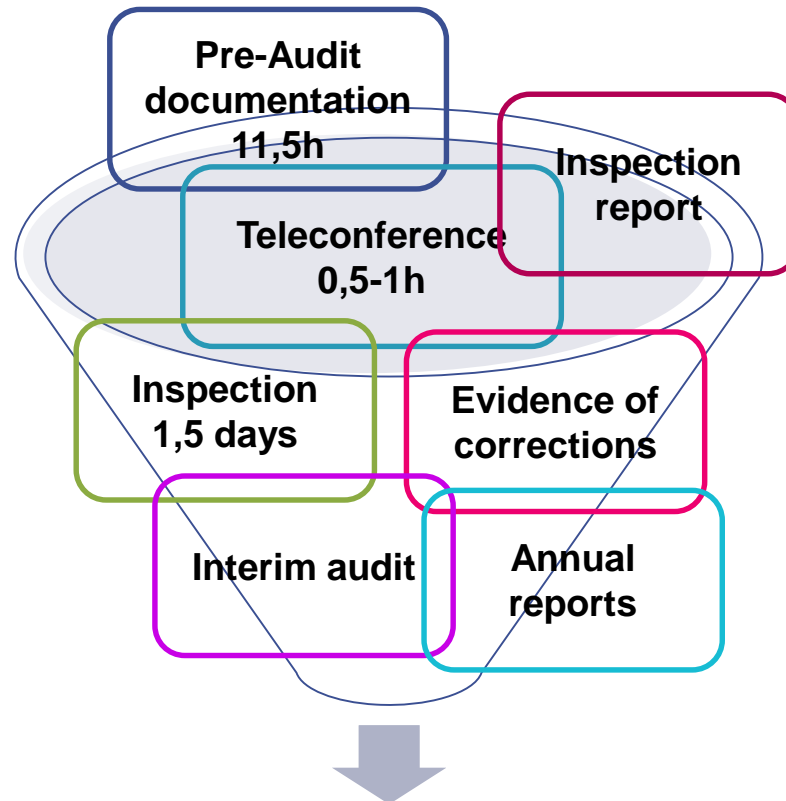 Pre-Audit
documentation
11,5h
Inspection
report
Teleconference
0,5-1h
Inspection
1,5 days
Evidence of
corrections
Interim audit
Annual
reports